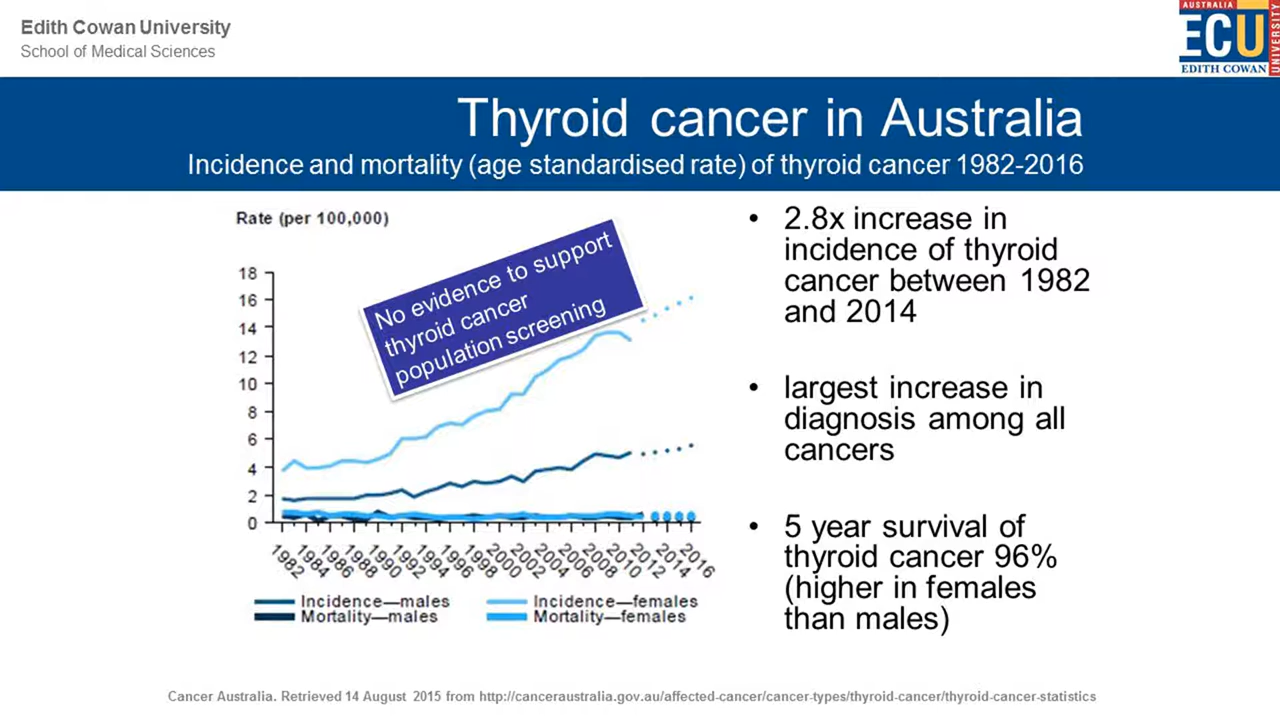 Edith Cowan University
School of Medical Sciences
AUSTRALIA
ECU
EDITH COWAN
UNIVERSITY
Thyroid cancer in Australia
Incidence and mortality (age standardised rate) of thyroid cancer 1982-2016
Rate (per 100,000)
18
16
14
12
10
8
6
4
2
0
No evidence to support
thyroid cancer
population screening
1982 1984 1986 1988 1990 1992 1994 1996 1998 2000 2002 2004 2006 2008 2010 2012 2014 2016
Incidence—males Incidence—females
Mortality—males Mortality—females
• 2.8x increase in
incidence of thyroid
cancer between 1982
and 2014
• largest increase in
diagnosis among all
cancers
• 5 year survival of
thyroid cancer 96%
(higher in females
than males)
Cancer Australia. Retrieved 14 August 2015 from http://canceraustralia.gov.au/affected-cancer/cancer-types/thyroid-cancer/thyroid-cancer-statistics